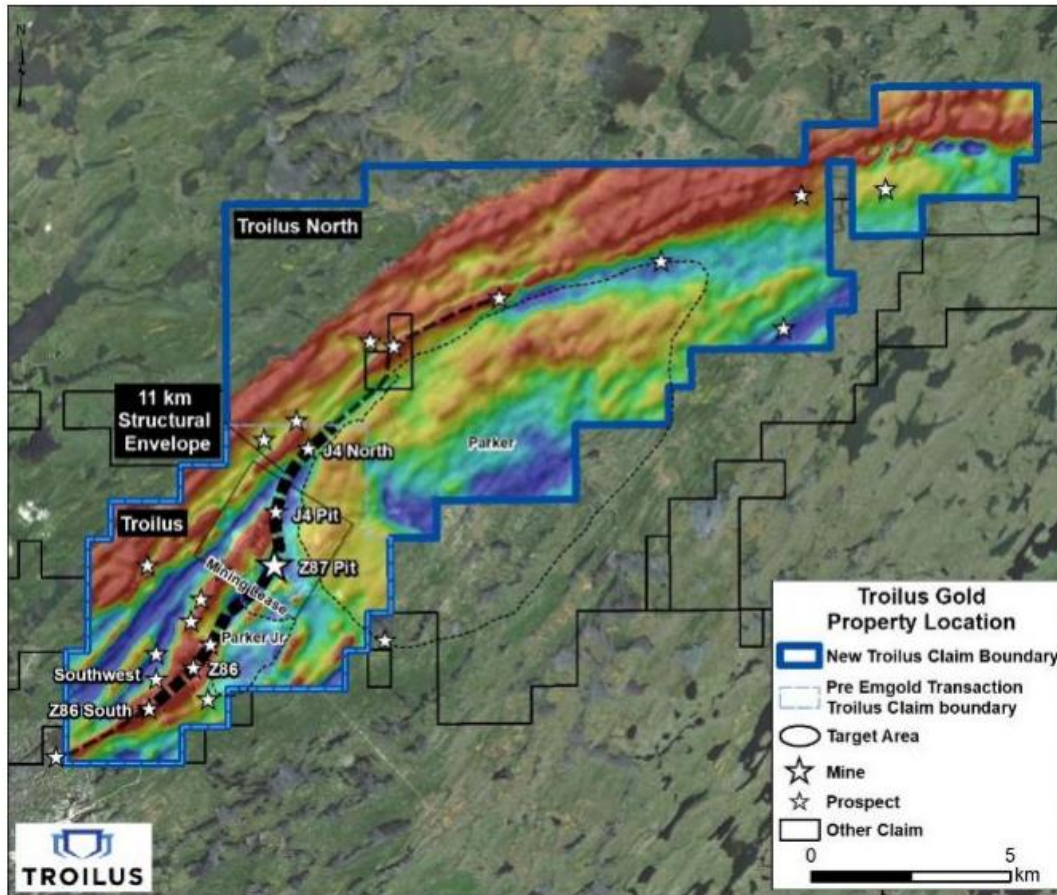 N
Troilus North
11 km
Structural
Envelope
J4 North
Parker
Troilus
J4 Pit
Z87 Pit
Mining Lease
Parker Jr
Southwest
Z86
Z86 South
Troilus Gold
Property Location
New Troilus Claim Boundary
Pre Emgold Transaction
Troilus Claim boundary
Target Area
Mine
Prospect
Other Claim
0 5
km
TROILUS